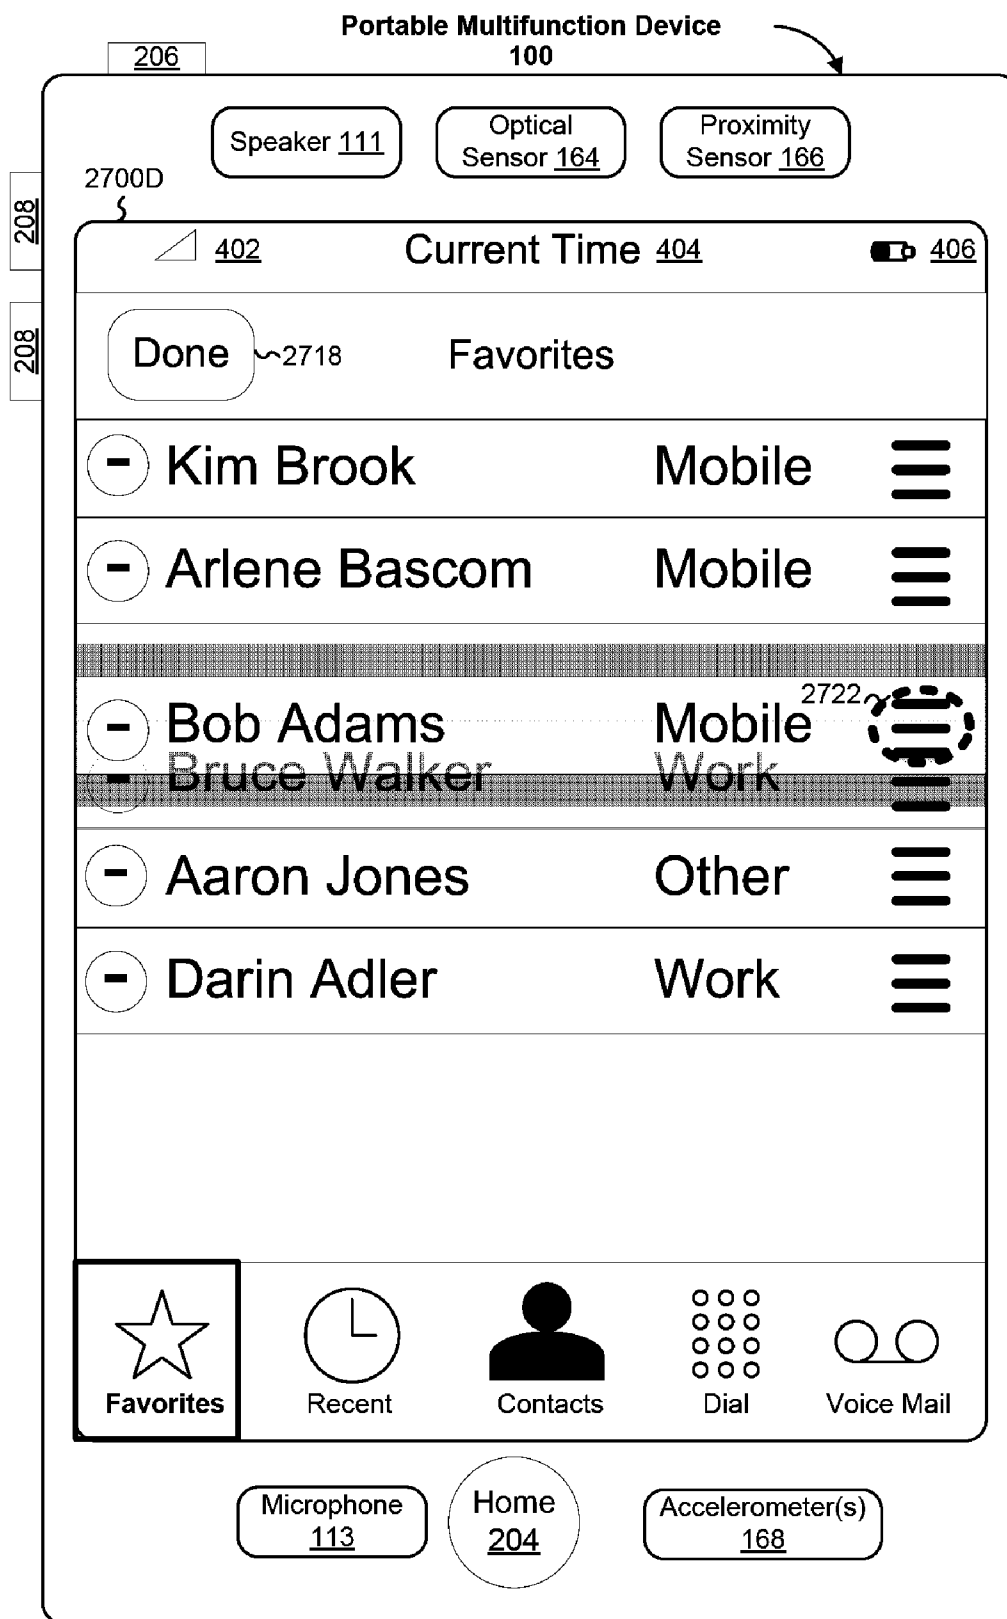 Portable Multifunction Device
100
206
Speaker 111
Optical
Sensor 164
Proximity
Sensor 166
208
208
2700D
402
Current Time 404
406
Done
2718
Favorites
- Kim Brook Mobile
- Arlene Bascom Mobile
2722
- Bob Adams Mobile
- Bruce Walker Work
- Aaron Jones Other
- Darin Adler Work
Favorites
Recent
Contacts
Dial
Voice Mail
Microphone
113
Home
204
Accelerometer(s)
168